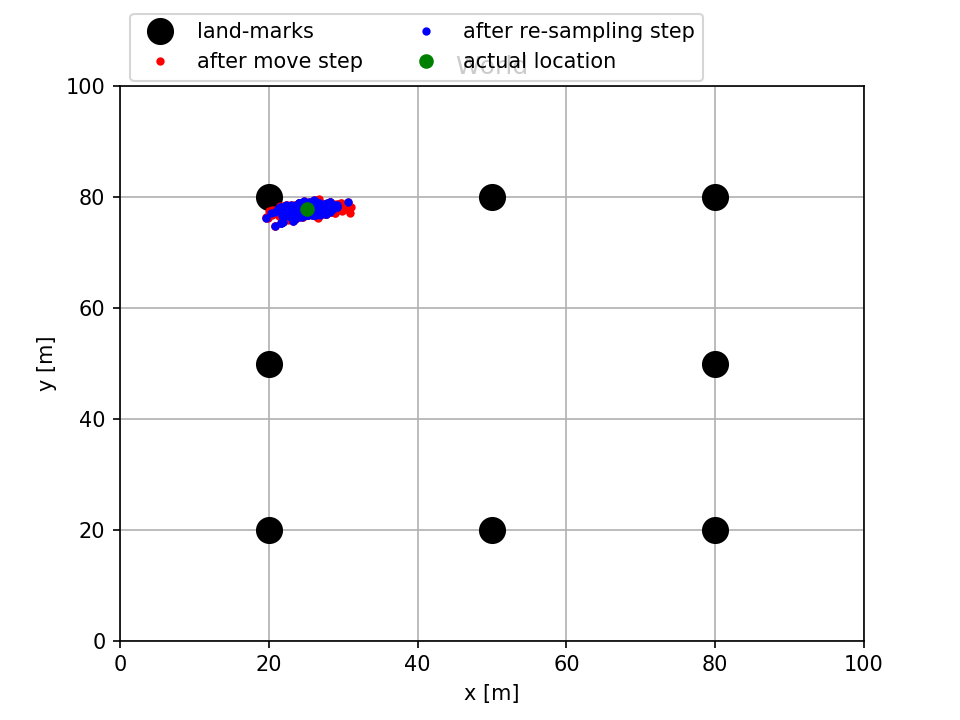 land-marks
after move step
after re-sampling step
actual location
World
100
80
60
40
20
0
y [m]
0 20 40 60 80 100
x [m]